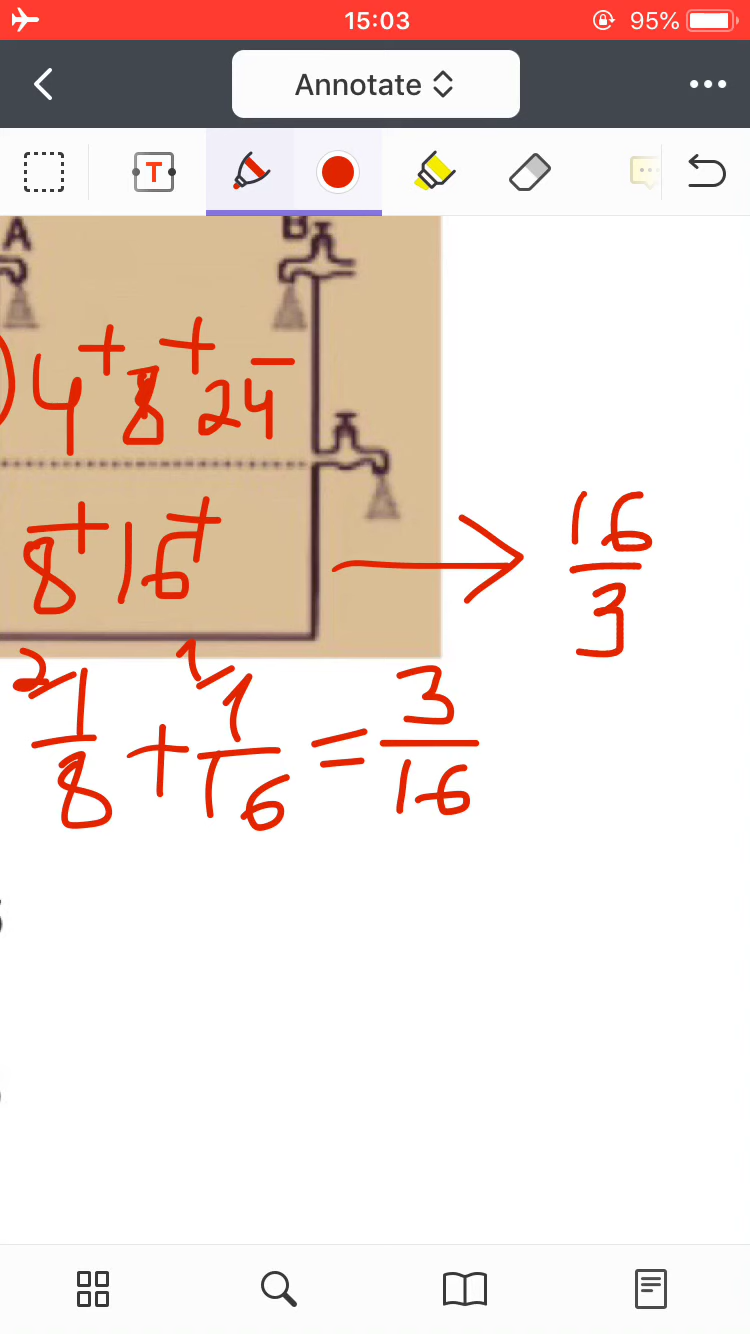 15:03 95%
Annotate
T
A B
4⁺ 8⁺ 24⁻
8⁺ 16⁺ → 16/3
2 1
1/8 + 1/16 = 3/16